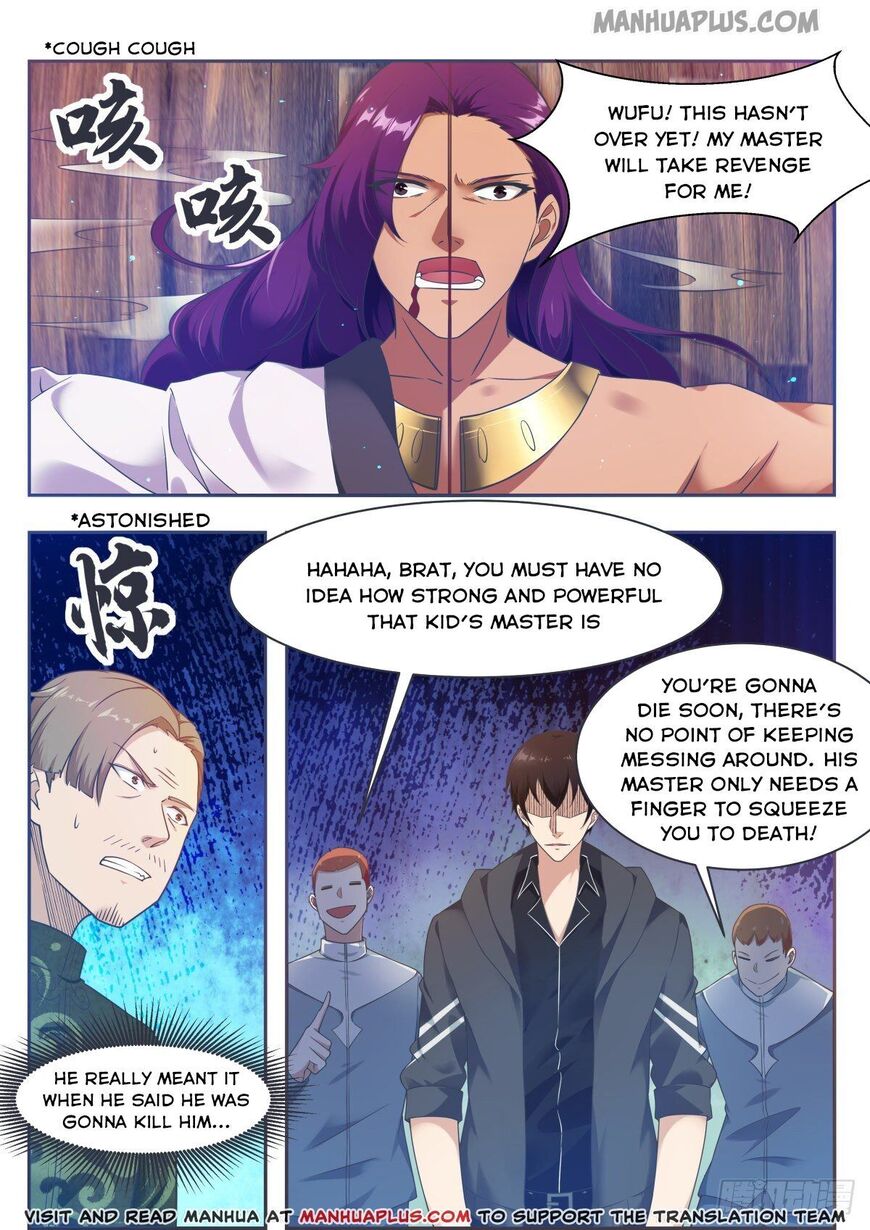 MANHUAPLUS.COM
*COUGH COUGH
咳
咳
WUFU! THIS HASN'T
OVER YET! MY MASTER
WILL TAKE REVENGE
FOR ME!
*ASTONISHED
惊
HAHAHA, BRAT, YOU MUST HAVE NO
IDEA HOW STRONG AND POWERFUL
THAT KID'S MASTER IS
YOU'RE GONNA
DIE SOON, THERE'S
NO POINT OF KEEPING
MESSING AROUND. HIS
MASTER ONLY NEEDS A
FINGER TO SQUEEZE
YOU TO DEATH!
HE REALLY MEANT IT
WHEN HE SAID HE WAS
GONNA KILL HIM...
腾讯动漫
VISIT AND READ MANHUA AT MANHUAPLUS.COM TO SUPPORT THE TRANSLATION TEAM